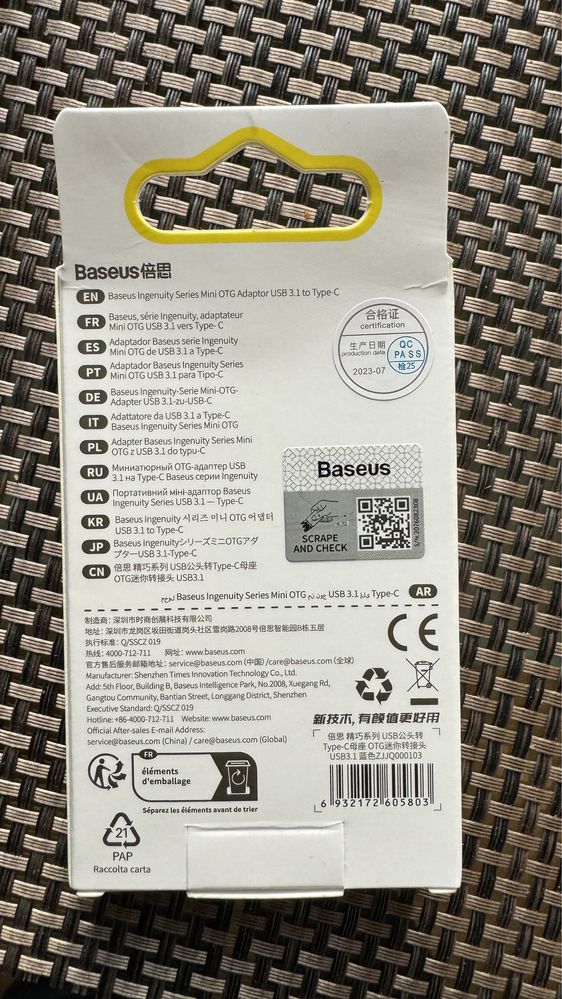 Baseus倍思
EN Baseus Ingenuity Series Mini OTG Adaptor USB 3.1 to Type-C
FR Baseus, série Ingenuity, adaptateur
Mini OTG USB 3.1 vers Type- C
ES Adaptador Baseus serie Ingenuity
Mini OTG de USB 3.1 a Type-C
PT Adaptador Baseus Ingenuity Series
Mini OTG USB 3.1 para Tipo-C
DE Baseus Ingenuity-Serie Mini-OTG-
Adapter USB 3.1-zu-USB-C
IT Adattatore da USB 3.1 a Type-C
Baseus Ingenuity Series Mini OTG
PL Adapter Baseus Ingenuity Series Mini
OTG z USB 3.1 do typu-C
RU Миниатюрный OTG-адаптер USB
3.1 на Type-C Baseus серии Ingenuity
UA Портативний міні-адаптор Baseus
Ingenuity Series USB 3.1 — Type-C
KR Baseus Ingenuity 시리즈 미니 OTG 어댑터
USB 3.1 to Type-C
JP Baseus IngenuityシリーズミニOTGアダ
プターUSB 3.1-Type-C
CN 倍思 精巧系列 USB公头转Type-C母座
OTG迷你转接头 USB3.1
合格证
certification
生产日期
production date
2023-07
QC
PASS
检25
Baseus
SCRAPE
AND CHECK
محول Baseus Ingenuity Series Mini OTG من نوع USB 3.1 إلى Type-C AR
制造商：深圳市时商创展科技有限公司
地址：深圳市龙岗区坂田街道岗头社区雪岗路2008号倍思智能园B栋五层
执行标准：Q/SSCZ 019
热线：4000-712-711 网址：www.baseus.com
官方售后服务邮箱地址：service@baseus.com (中国) /care@baseus.com (全球)
Manufacturer: Shenzhen Times Innovation Technology Co., Ltd.
Add: 5th Floor, Building B, Baseus Intelligence Park, No.2008, Xuegang Rd,
Gangtou Community, Bantian Street, Longgang District, Shenzhen
Executive Standard: Q/SSCZ 019
Hotline: +86-4000-712-711 Website: www.baseus.com
Official After-sales E-mail Address:
service@baseus.com (China) / care@baseus.com (Global)
CE
新技术，有颜值更好用
倍思 精巧系列 USB公头转
Type-C母座 OTG迷你转接头
USB3.1 蓝色ZJJQ000103
6 932172 605803
FR
éléments
d'emballage
Séparez les éléments avant de trier
21
PAP
Raccolta carta